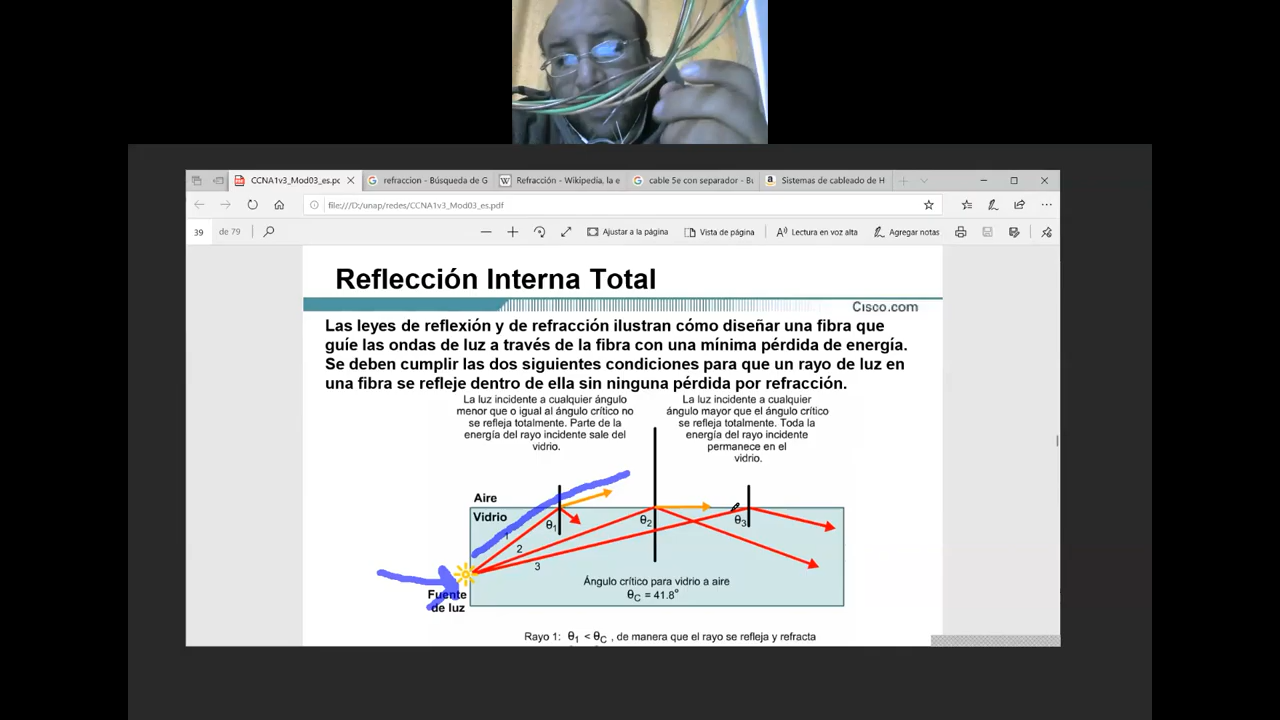 CCNA1v3_Mod03_es.pc
refraccion - Búsqueda de G
Refracción - Wikipedia, la e
cable 5e con separador - Bu
Sistemas de cableado de H
file:///D:/unap/redes/CCNA1v3_Mod03_es.pdf
39 de 79
Ajustar a la página
Vista de página
Lectura en voz alta
Agregar notas
Reflección Interna Total
Cisco.com
Las leyes de reflexión y de refracción ilustran cómo diseñar una fibra que
guíe las ondas de luz a través de la fibra con una mínima pérdida de energía.
Se deben cumplir las dos siguientes condiciones para que un rayo de luz en
una fibra se refleje dentro de ella sin ninguna pérdida por refracción.
La luz incidente a cualquier ángulo
menor que o igual al ángulo crítico no
se refleja totalmente. Parte de la
energía del rayo incidente sale del
vidrio.
La luz incidente a cualquier
ángulo mayor que el ángulo crítico
se refleja totalmente. Toda la
energía del rayo incidente
permanece en el
vidrio.
Aire
Vidrio
θ1
θ2
θ3
1
2
3
Fuente
de luz
Ángulo crítico para vidrio a aire
θC = 41.8°
Rayo 1: θ1 < θC , de manera que el rayo se refleja y refracta